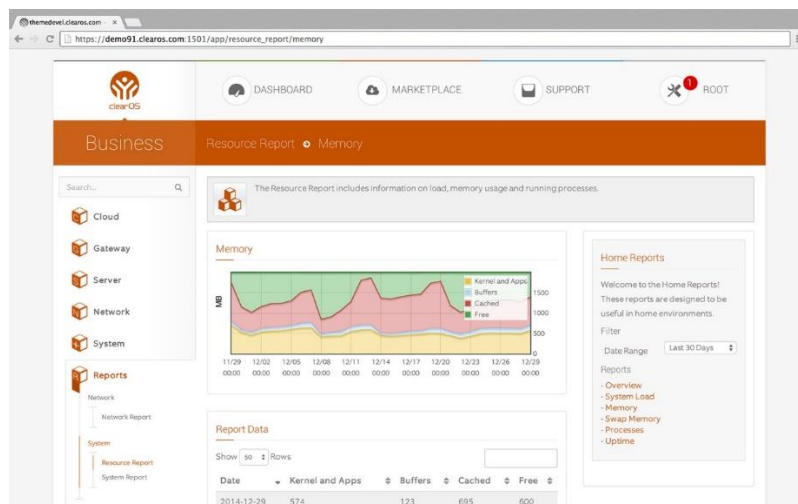 themedevel.clearos.com
https://demo91.clearos.com:1501/app/resource_report/memory
clearOS
DASHBOARD
MARKETPLACE
SUPPORT
1
ROOT
Business
Resource Report
Memory
Search...
The Resource Report includes information on load, memory usage and running processes.
Cloud
Gateway
Server
Network
System
Reports
Network
Network Report
System
Resource Report
System Report
Memory
MB
Kernel and Apps
Buffers
Cached
Free
1500
1000
500
0
11/29 12/02 12/05 12/08 12/11 12/14 12/17 12/20 12/23 12/26 12/29
00:00 00:00 00:00 00:00 00:00 00:00 00:00 00:00 00:00 00:00 00:00
Report Data
Show 50 Rows
Date Kernel and Apps Buffers Cached Free
2014-12-29 574 123 695 600
Home Reports
Welcome to the Home Reports!
These reports are designed to be
useful in home environments.
Filter
Date Range Last 30 Days
Reports
- Overview
- System Load
- Memory
- Swap Memory
- Processes
- Uptime